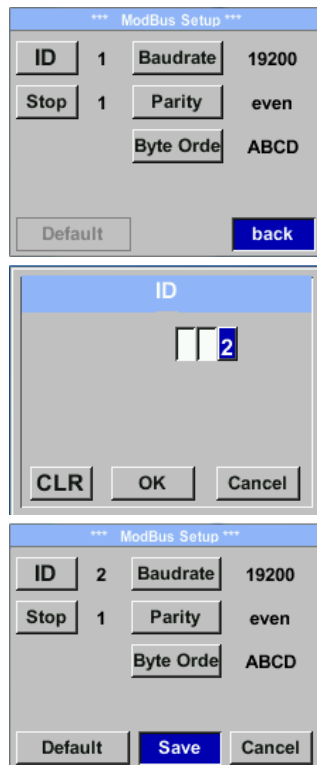 *** ModBus Setup ***
ID 1 Baudrate 19200
Stop 1 Parity even
Byte Orde ABCD
Default back
ID
2
CLR OK Cancel
*** ModBus Setup ***
ID 2 Baudrate 19200
Stop 1 Parity even
Byte Orde ABCD
Default Save Cancel